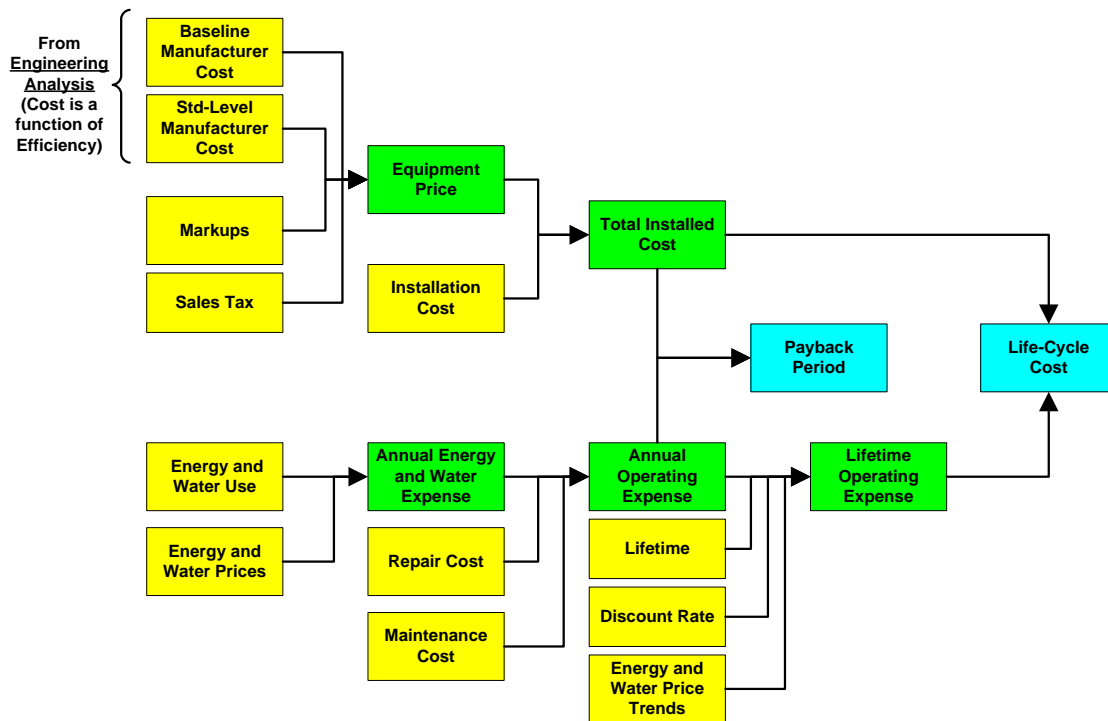 From
Engineering
Analysis
(Cost is a
function of
Efficiency)
Baseline
Manufacturer
Cost
Std-Level
Manufacturer
Cost
Markups
Sales Tax
Equipment
Price
Installation
Cost
Total Installed
Cost
Payback
Period
Life-Cycle
Cost
Energy and
Water Use
Energy and
Water Prices
Annual Energy
and Water
Expense
Repair Cost
Maintenance
Cost
Annual
Operating
Expense
Lifetime
Discount Rate
Energy and
Water Price
Trends
Lifetime
Operating
Expense